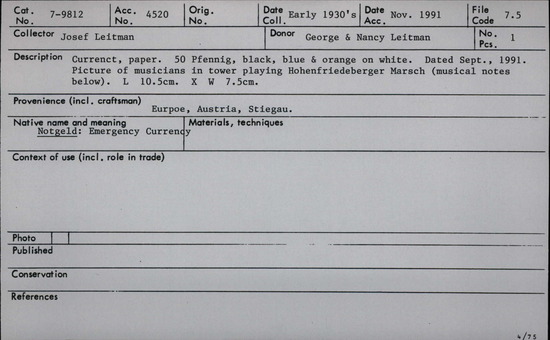 Cat. No. 7-9812 Acc. No. 4520 Orig. No. Date Coll. Early 1930's Date Acc. Nov. 1991 File Code 7.5
Collector Josef Leitman Donor George & Nancy Leitman No. Pcs. 1
Description Currenct, paper. 50 Pfennig, black, blue & orange on white. Dated Sept., 1991.
Picture of musicians in tower playing Hohenfriedeberger Marsch (musical notes
below). L 10.5cm. X W 7.5cm.
Provenience (incl. craftsman)
Eurpoe, Austria, Stiegau.
Native name and meaning Materials, techniques
Notgeld: Emergency Currency
Context of use (incl. role in trade)
Photo
Published
Conservation
References
4/75